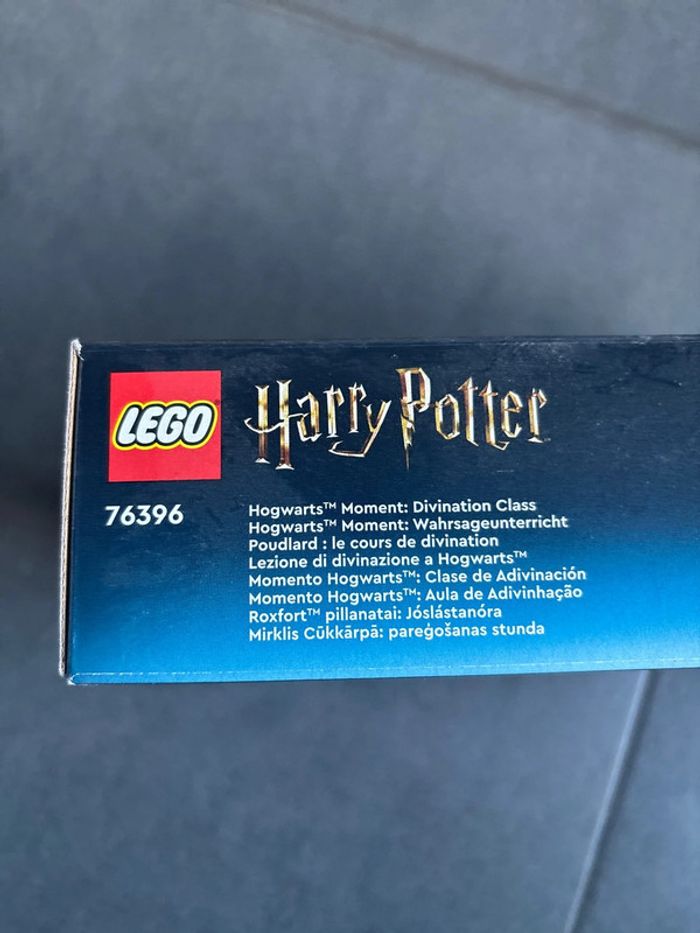 LEGO
Harry Potter
76396
Hogwarts™ Moment: Divination Class
Hogwarts™ Moment: Wahrsageunterricht
Poudlard : le cours de divination
Lezione di divinazione a Hogwarts™
Momento Hogwarts™: Clase de Adivinación
Momento Hogwarts™: Aula de Adivinhação
Roxfort™ pillanatai: Jóslástanóra
Mirklis Cūkkārpā: pareģošanas stunda